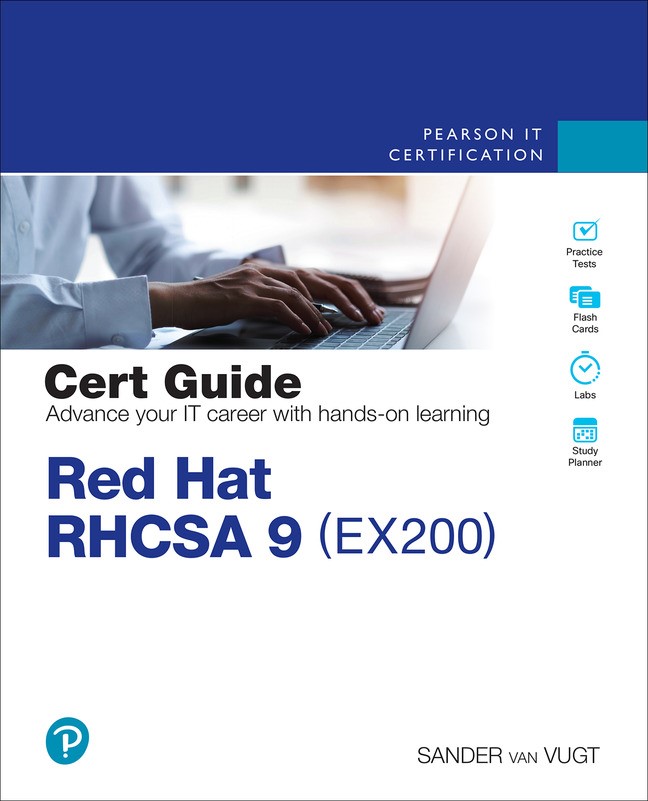 PEARSON IT
CERTIFICATION
Practice
Tests
Flash
Cards
Labs
Study
Planner
Cert Guide
Advance your IT career with hands-on learning
Red Hat
RHCSA 9 (EX200)
P
SANDER VAN VUGT